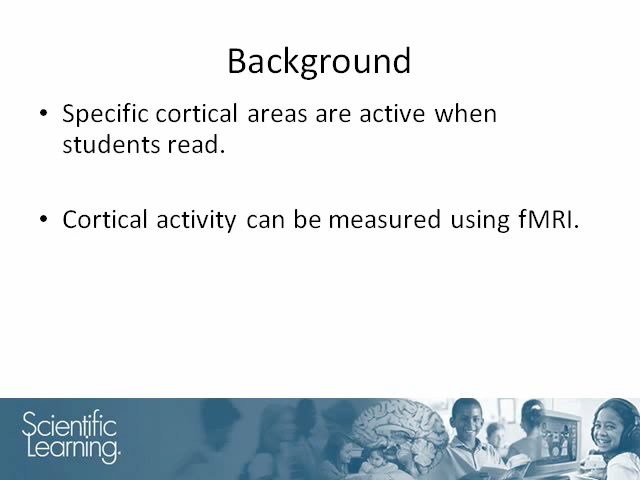 Background
• Specific cortical areas are active when
students read.
• Cortical activity can be measured using fMRI.
Scientific
Learning.